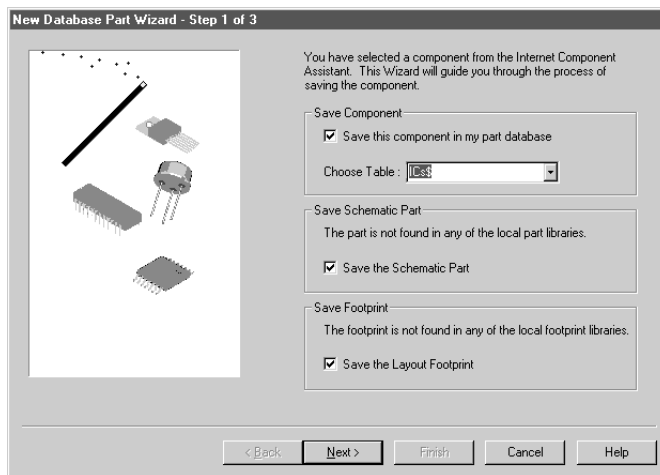 New Database Part Wizard - Step 1 of 3
You have selected a component from the Internet Component
Assistant. This Wizard will guide you through the process of
saving the component.
Save Component
Save this component in my part database
Choose Table :
ICs$
Save Schematic Part
The part is not found in any of the local part libraries.
Save the Schematic Part
Save Footprint
The footprint is not found in any of the local footprint libraries.
Save the Layout Footprint
< Back
Next >
Finish
Cancel
Help